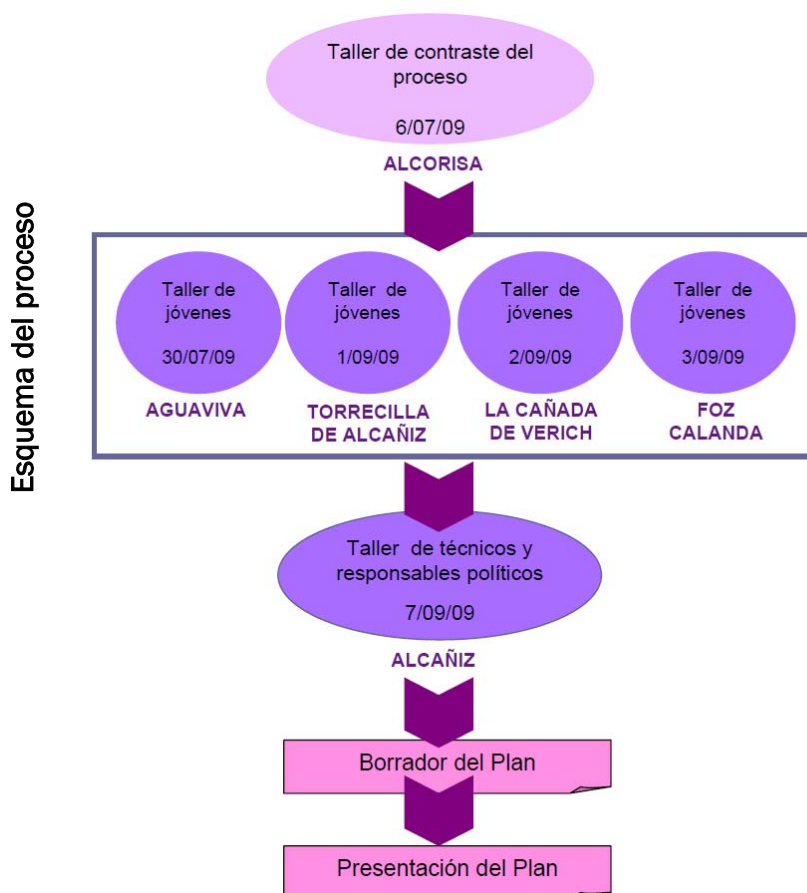 Esquema del proceso
Taller de contraste del
proceso
6/07/09
ALCORISA
Taller de
jóvenes
30/07/09
AGUAVIVA
Taller de
jóvenes
1/09/09
TORRECILLA
DE ALCAÑIZ
Taller de
jóvenes
2/09/09
LA CAÑADA
DE VERICH
Taller de
jóvenes
3/09/09
FOZ
CALANDA
Taller de técnicos y
responsables políticos
7/09/09
ALCAÑIZ
Borrador del Plan
Presentación del Plan